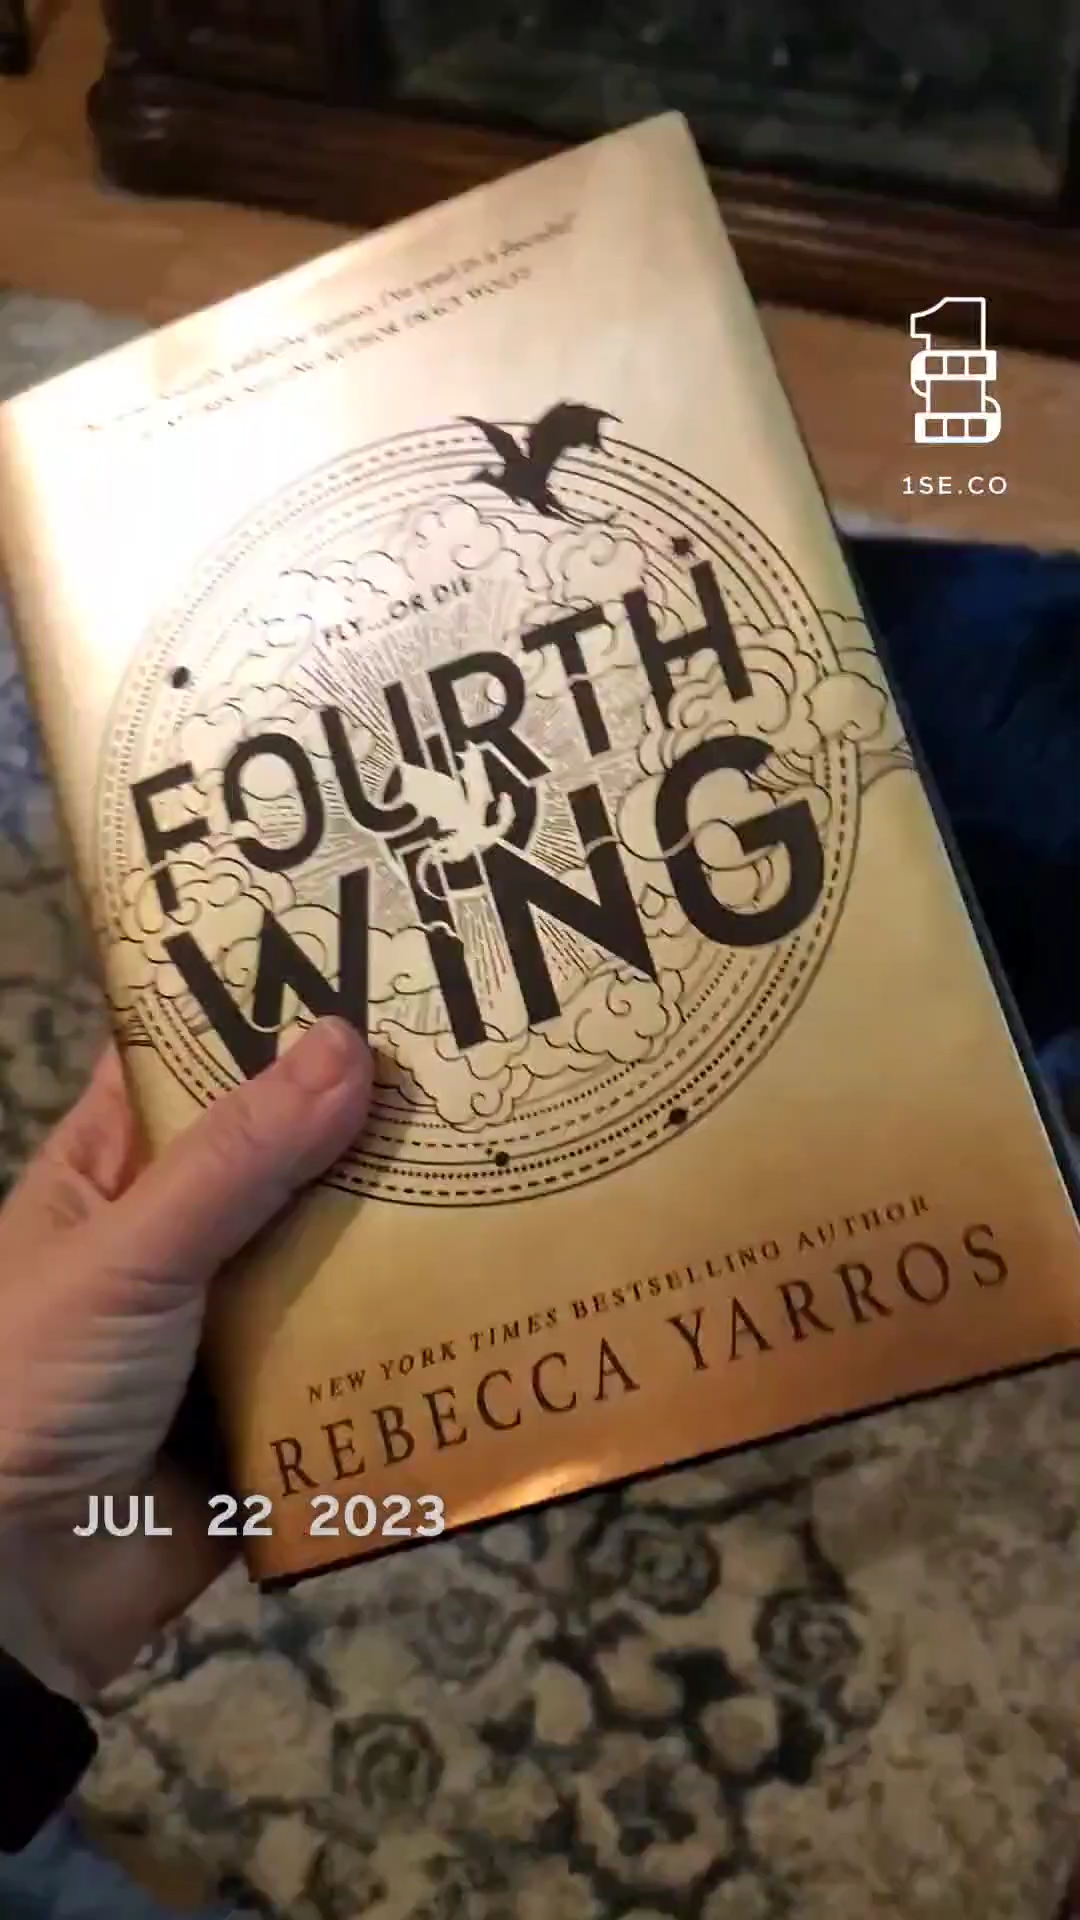 FLY...OR DIE
FOURTH
WING
NEW YORK TIMES BESTSELLING AUTHOR
REBECCA YARROS
1SE.CO
JUL 22 2023